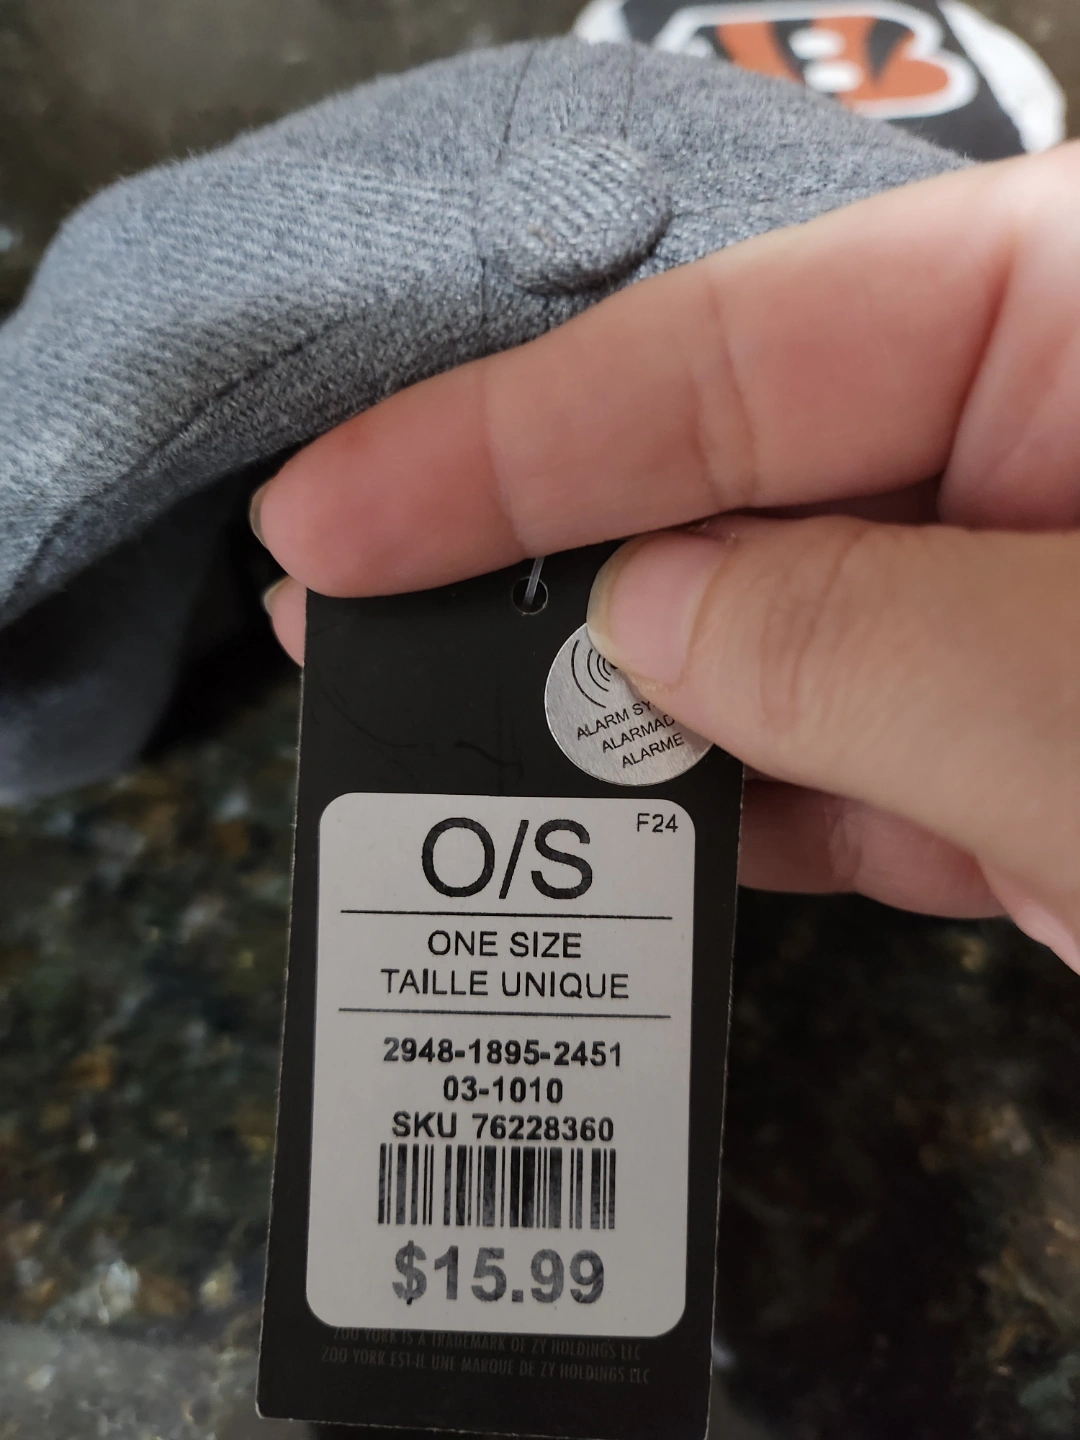 B
ALARM
ALARMAD
ALARME
O/S
F24
ONE SIZE
TAILLE UNIQUE
2948-1895-2451
03-1010
SKU 76228360
$15.99
ZOO YORK IS A TRADEMARK OF ZY HOLDINGS LLC
ZOO YORK EST-IL UNE MARQUE DE ZY HOLDINGS LLC